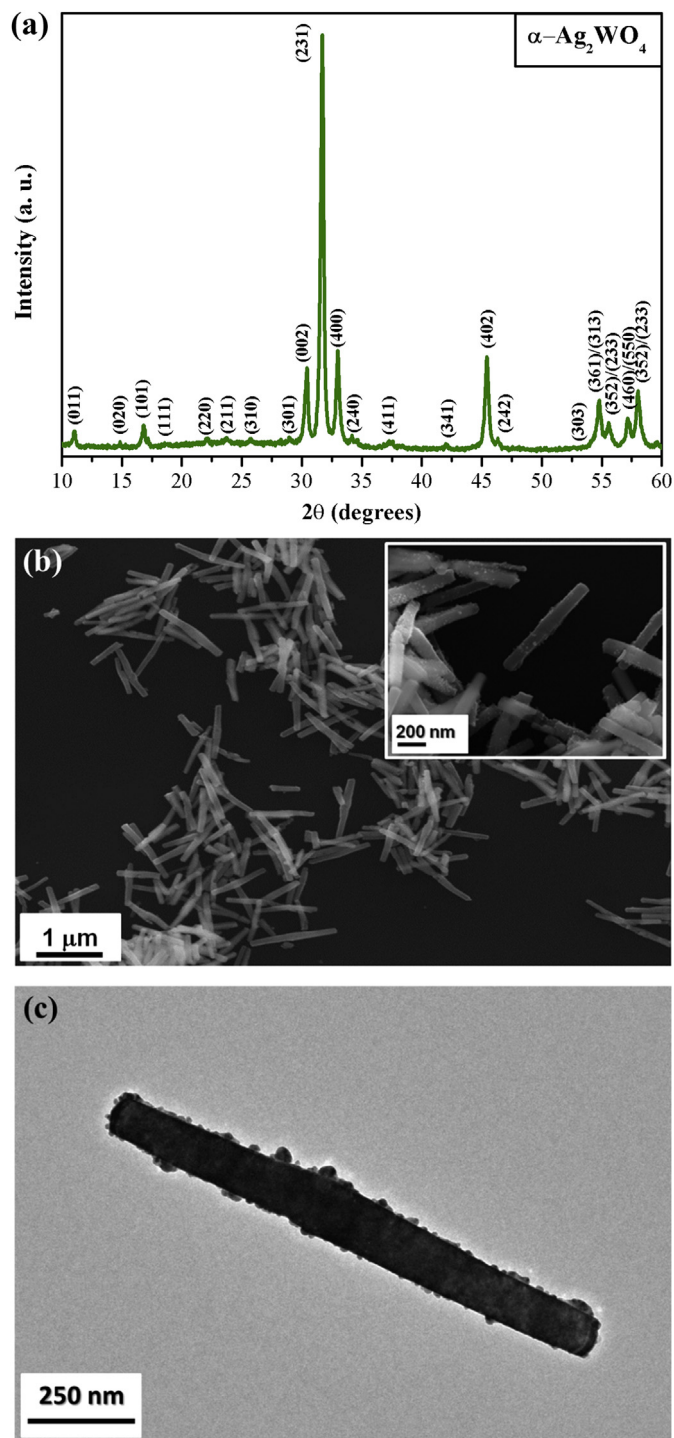 (a)
α–Ag₂WO₄
Intensity (a. u.)
(011)
(020)
(101)
(111)
(220)
(211)
(310)
(301)
(002)
(231)
(400)
(240)
(411)
(341)
(402)
(242)
(303)
(361)/(313)
(352)/(233)
(460)/(550)
(352)/(233)
10 15 20 25 30 35 40 45 50 55 60
2θ (degrees)
(b)
200 nm
1 μm
(c)
250 nm